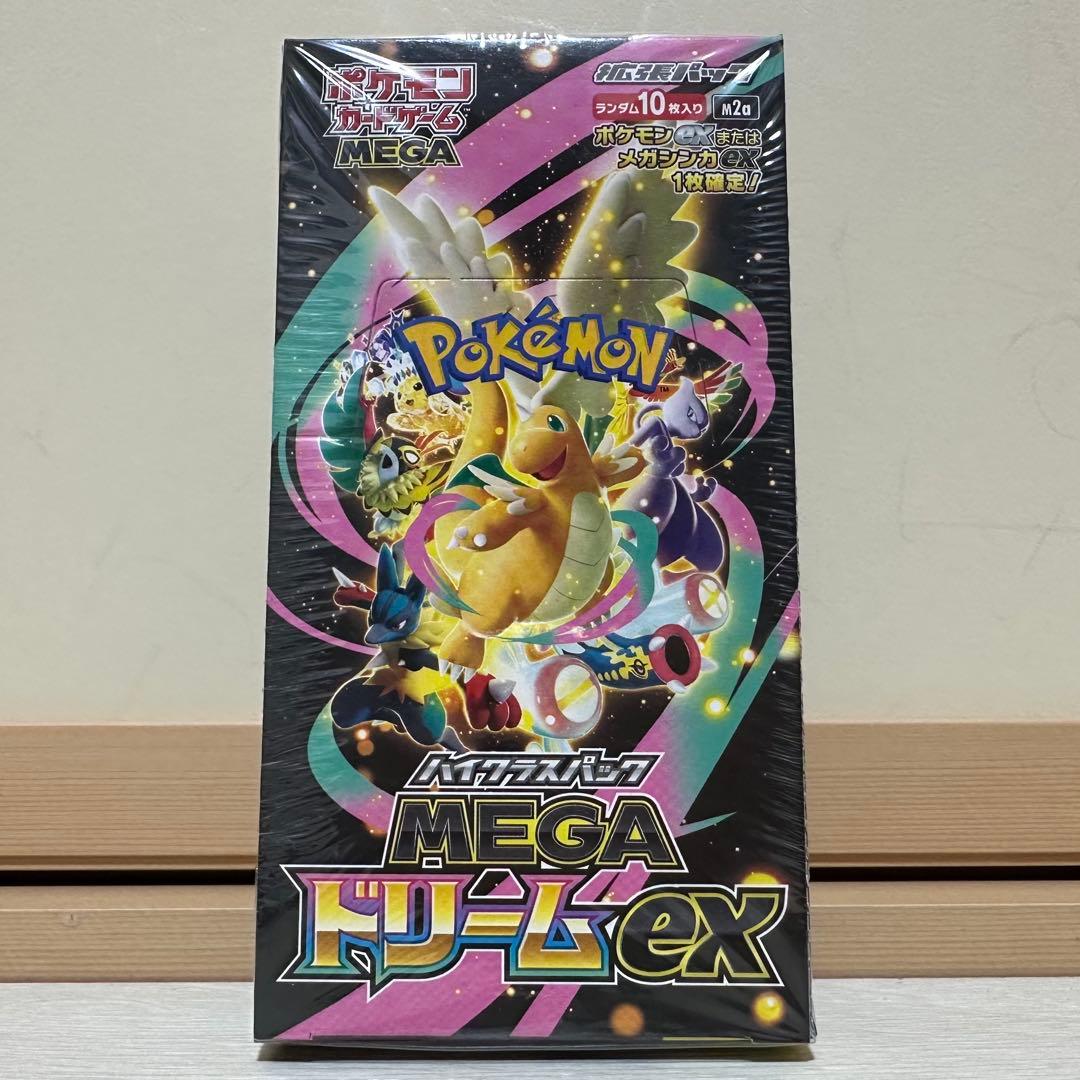 ポケモン
カードゲーム™
MEGA
拡張パック
ランダム10枚入り M2a
ポケモンexまたは
メガシンカex
1枚確定!
POKéMON™
ハイクラスパック
MEGA
ドリームex